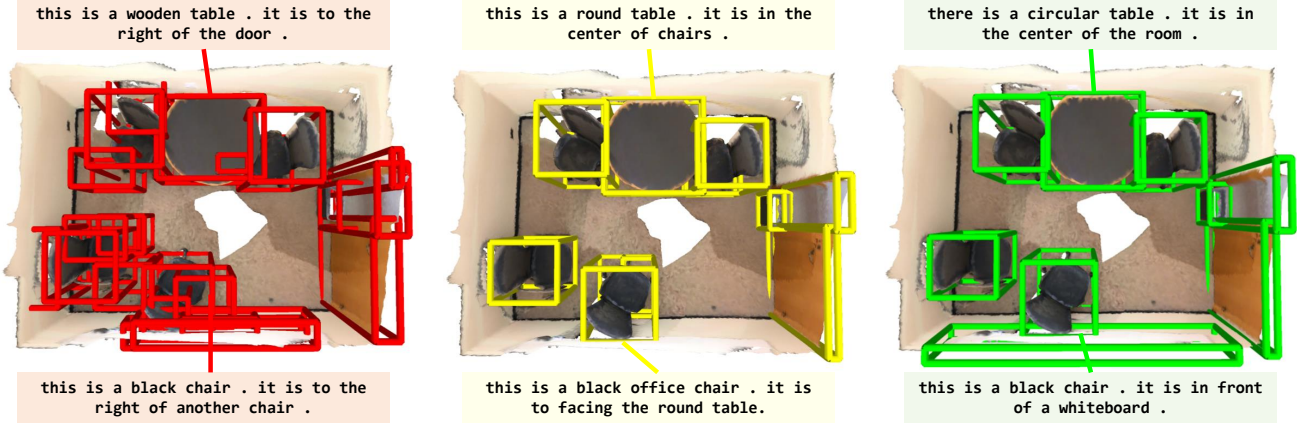 this is a wooden table . it is to the
right of the door .
this is a round table . it is in the
center of chairs .
there is a circular table . it is in
the center of the room .
this is a black chair . it is to the
right of another chair .
this is a black office chair . it is
to facing the round table.
this is a black chair . it is in front
of a whiteboard .